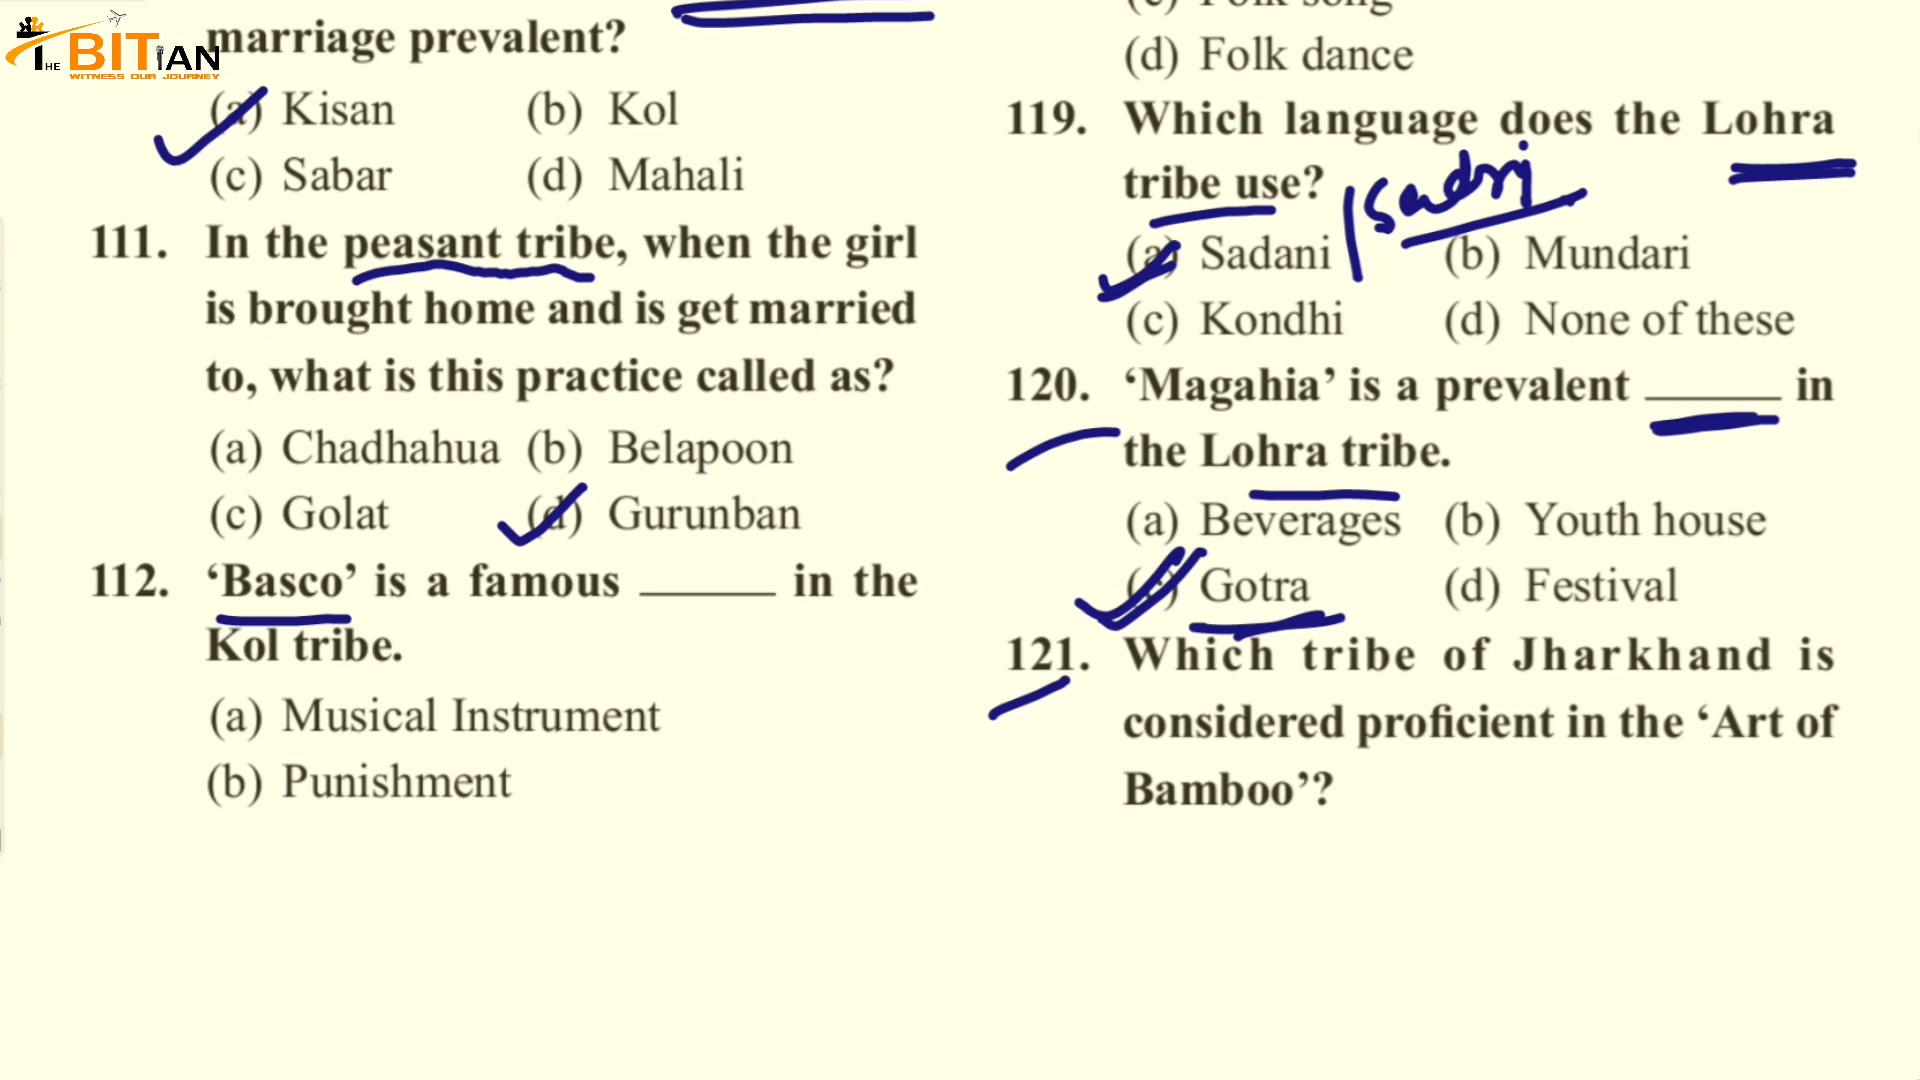 THE BITIAN
WITNESS OUR JOURNEY
marriage prevalent?
(a) Kisan (b) Kol
(c) Sabar (d) Mahali
111. In the peasant tribe, when the girl
is brought home and is get married
to, what is this practice called as?
(a) Chadhahua (b) Belapoon
(c) Golat (d) Gurunban
112. ‘Basco’ is a famous ______ in the
Kol tribe.
(a) Musical Instrument
(b) Punishment
(c) Folk song
(d) Folk dance
119. Which language does the Lohra
tribe use?
Sadri
(a) Sadani (b) Mundari
(c) Kondhi (d) None of these
120. ‘Magahia’ is a prevalent ______ in
the Lohra tribe.
(a) Beverages (b) Youth house
(c) Gotra (d) Festival
121. Which tribe of Jharkhand is
considered proficient in the ‘Art of
Bamboo’?